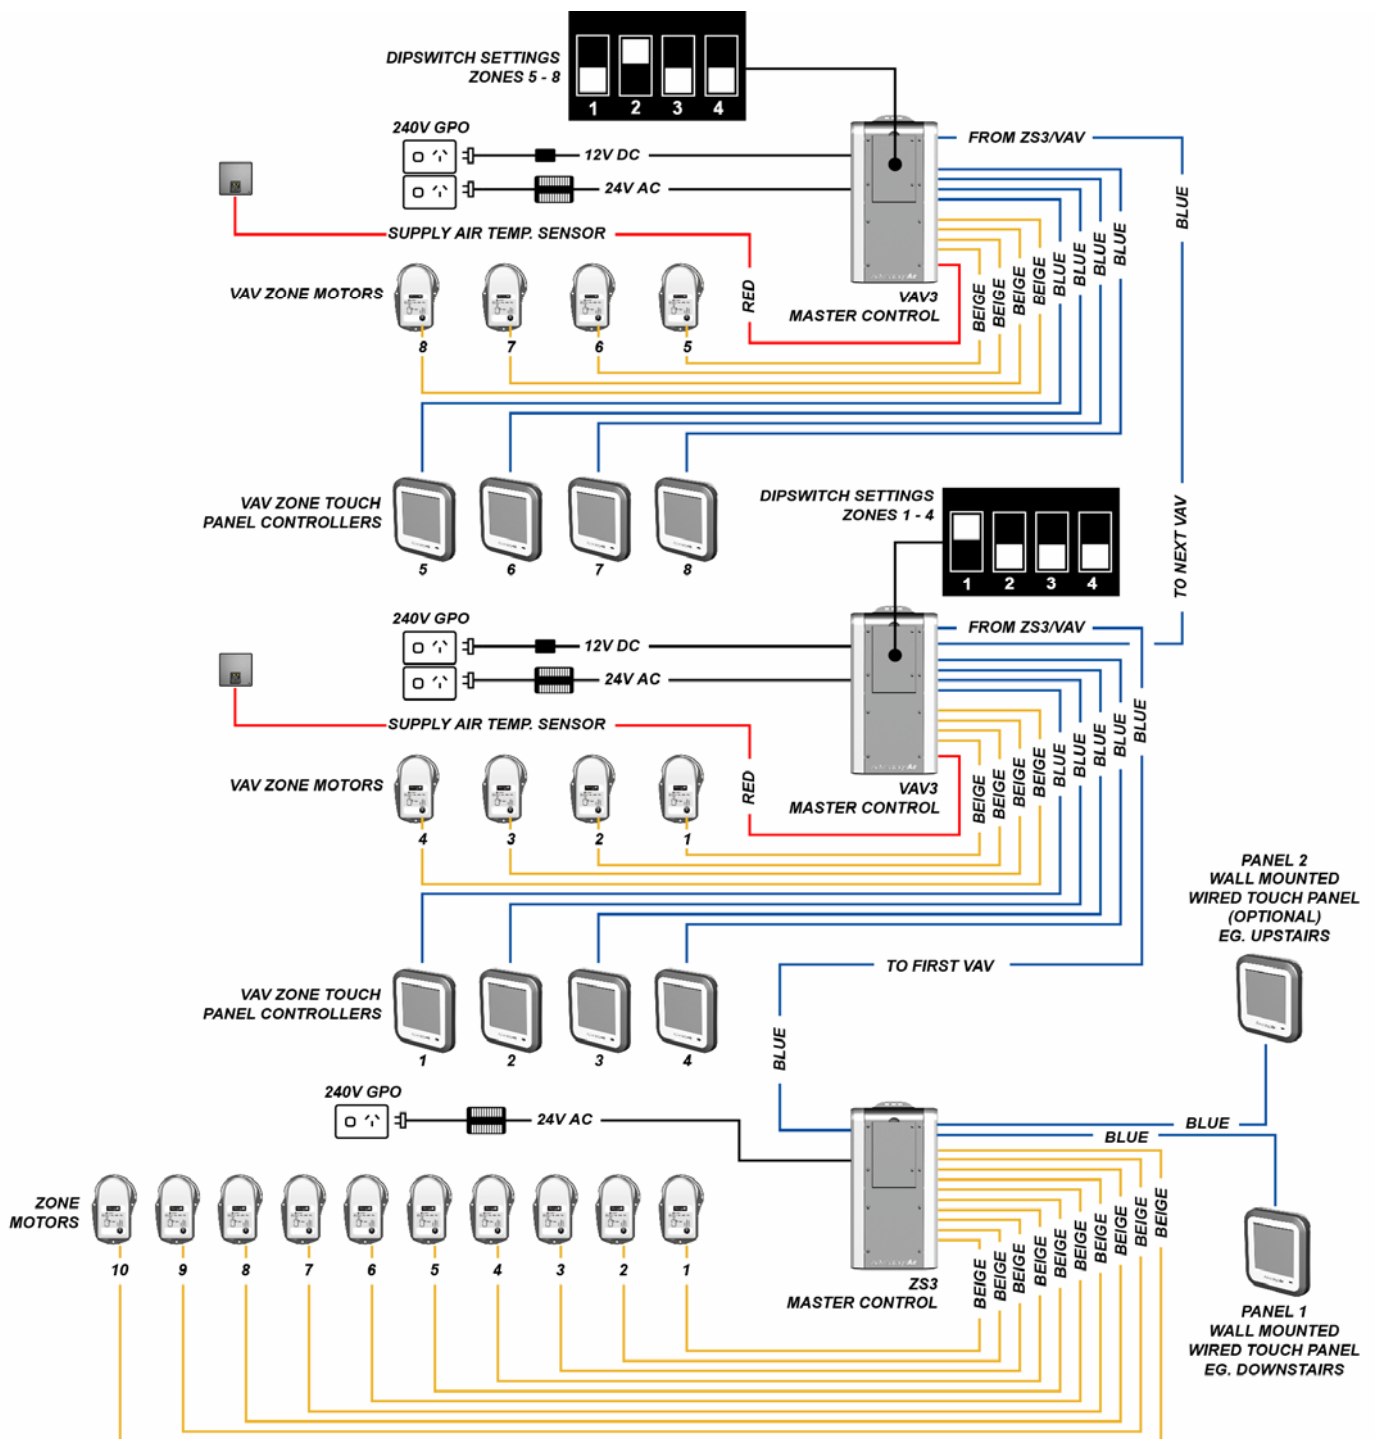 DIPSWITCH SETTINGS
ZONES 5 - 8
1 2 3 4
240V GPO
12V DC
24V AC
FROM ZS3/VAV
BLUE
SUPPLY AIR TEMP. SENSOR
RED
BEIGE
BEIGE
BEIGE
BEIGE
BLUE
BLUE
BLUE
BLUE
VAV ZONE MOTORS
VAV3
MASTER CONTROL
8 7 6 5
VAV ZONE TOUCH
PANEL CONTROLLERS
5 6 7 8
TO NEXT VAV
DIPSWITCH SETTINGS
ZONES 1 - 4
1 2 3 4
240V GPO
12V DC
24V AC
FROM ZS3/VAV
SUPPLY AIR TEMP. SENSOR
RED
BEIGE
BEIGE
BEIGE
BEIGE
BLUE
BLUE
BLUE
BLUE
BLUE
VAV ZONE MOTORS
VAV3
MASTER CONTROL
4 3 2 1
VAV ZONE TOUCH
PANEL CONTROLLERS
1 2 3 4
TO FIRST VAV
BLUE
PANEL 2
WALL MOUNTED
WIRED TOUCH PANEL
(OPTIONAL)
EG. UPSTAIRS
240V GPO
24V AC
BLUE
BLUE
ZONE
MOTORS
10 9 8 7 6 5 4 3 2 1
ZS3
MASTER CONTROL
BEIGE
BEIGE
BEIGE
BEIGE
BEIGE
BEIGE
BEIGE
BEIGE
BEIGE
BEIGE
PANEL 1
WALL MOUNTED
WIRED TOUCH PANEL
EG. DOWNSTAIRS